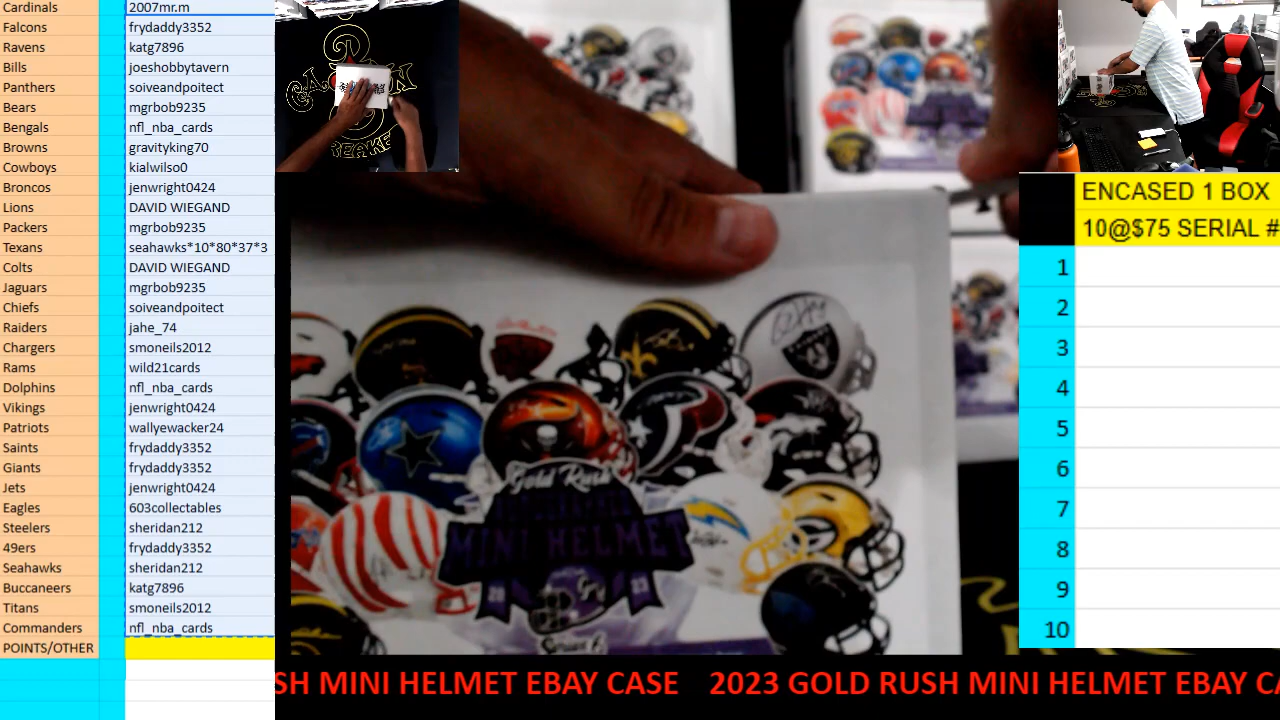 Cardinals 2007mr.m
Falcons frydaddy3352
Ravens katg7896
Bills joeshobbytavern
Panthers soiveandpoitect
Bears mgrbob9235
Bengals nfl_nba_cards
Browns gravityking70
Cowboys kialwilso0
Broncos jenwright0424
Lions DAVID WIEGAND
Packers mgrbob9235
Texans seahawks*10*80*37*3
Colts DAVID WIEGAND
Jaguars mgrbob9235
Chiefs soiveandpoitect
Raiders jahe_74
Chargers smoneils2012
Rams wild21cards
Dolphins nfl_nba_cards
Vikings jenwright0424
Patriots wallyewacker24
Saints frydaddy3352
Giants frydaddy3352
Jets jenwright0424
Eagles 603collectables
Steelers sheridan212
49ers frydaddy3352
Seahawks sheridan212
Buccaneers katg7896
Titans smoneils2012
Commanders nfl_nba_cards
POINTS/OTHER
Gold Rush
AUTOGRAPHED
MINI HELMET
20 23
Series 6
ENCASED 1 BOX
10@$75 SERIAL #
1
2
3
4
5
6
7
8
9
10
SH MINI HELMET EBAY CASE 2023 GOLD RUSH MINI HELMET EBAY CA